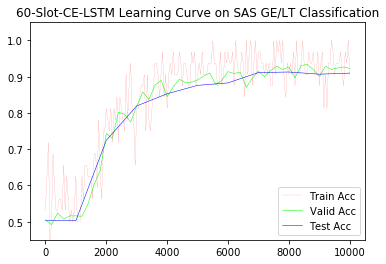 60-Slot-CE-LSTM Learning Curve on SAS GE/LT Classification
1.0
0.9
0.8
0.7
0.6
0.5
Train Acc
Valid Acc
Test Acc
0 2000 4000 6000 8000 10000